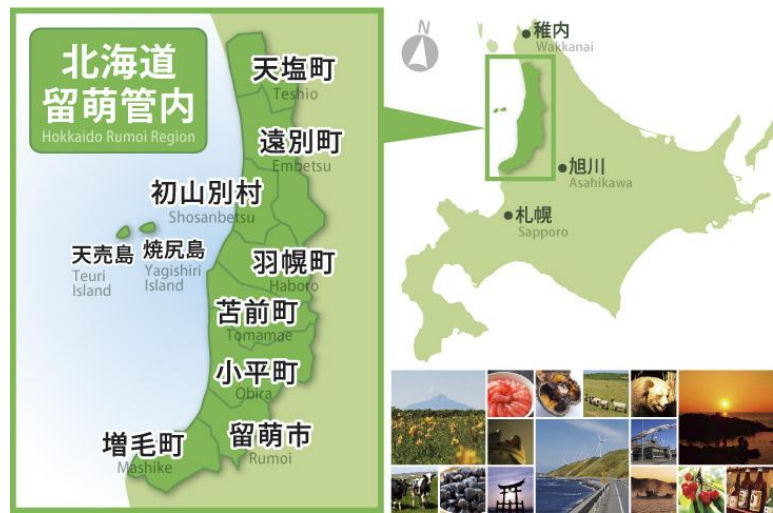 北海道
留萌管内
Hokkaido Rumoi Region
天塩町
Teshio
遠別町
Embetsu
初山別村
Shosanbetsu
天売島
Teuri
Island
焼尻島
Yagishiri
Island
羽幌町
Haboro
苫前町
Tomamae
小平町
Obira
増毛町
Mashike
留萌市
Rumoi
N
稚内
Wakkanai
旭川
Asahikawa
札幌
Sapporo